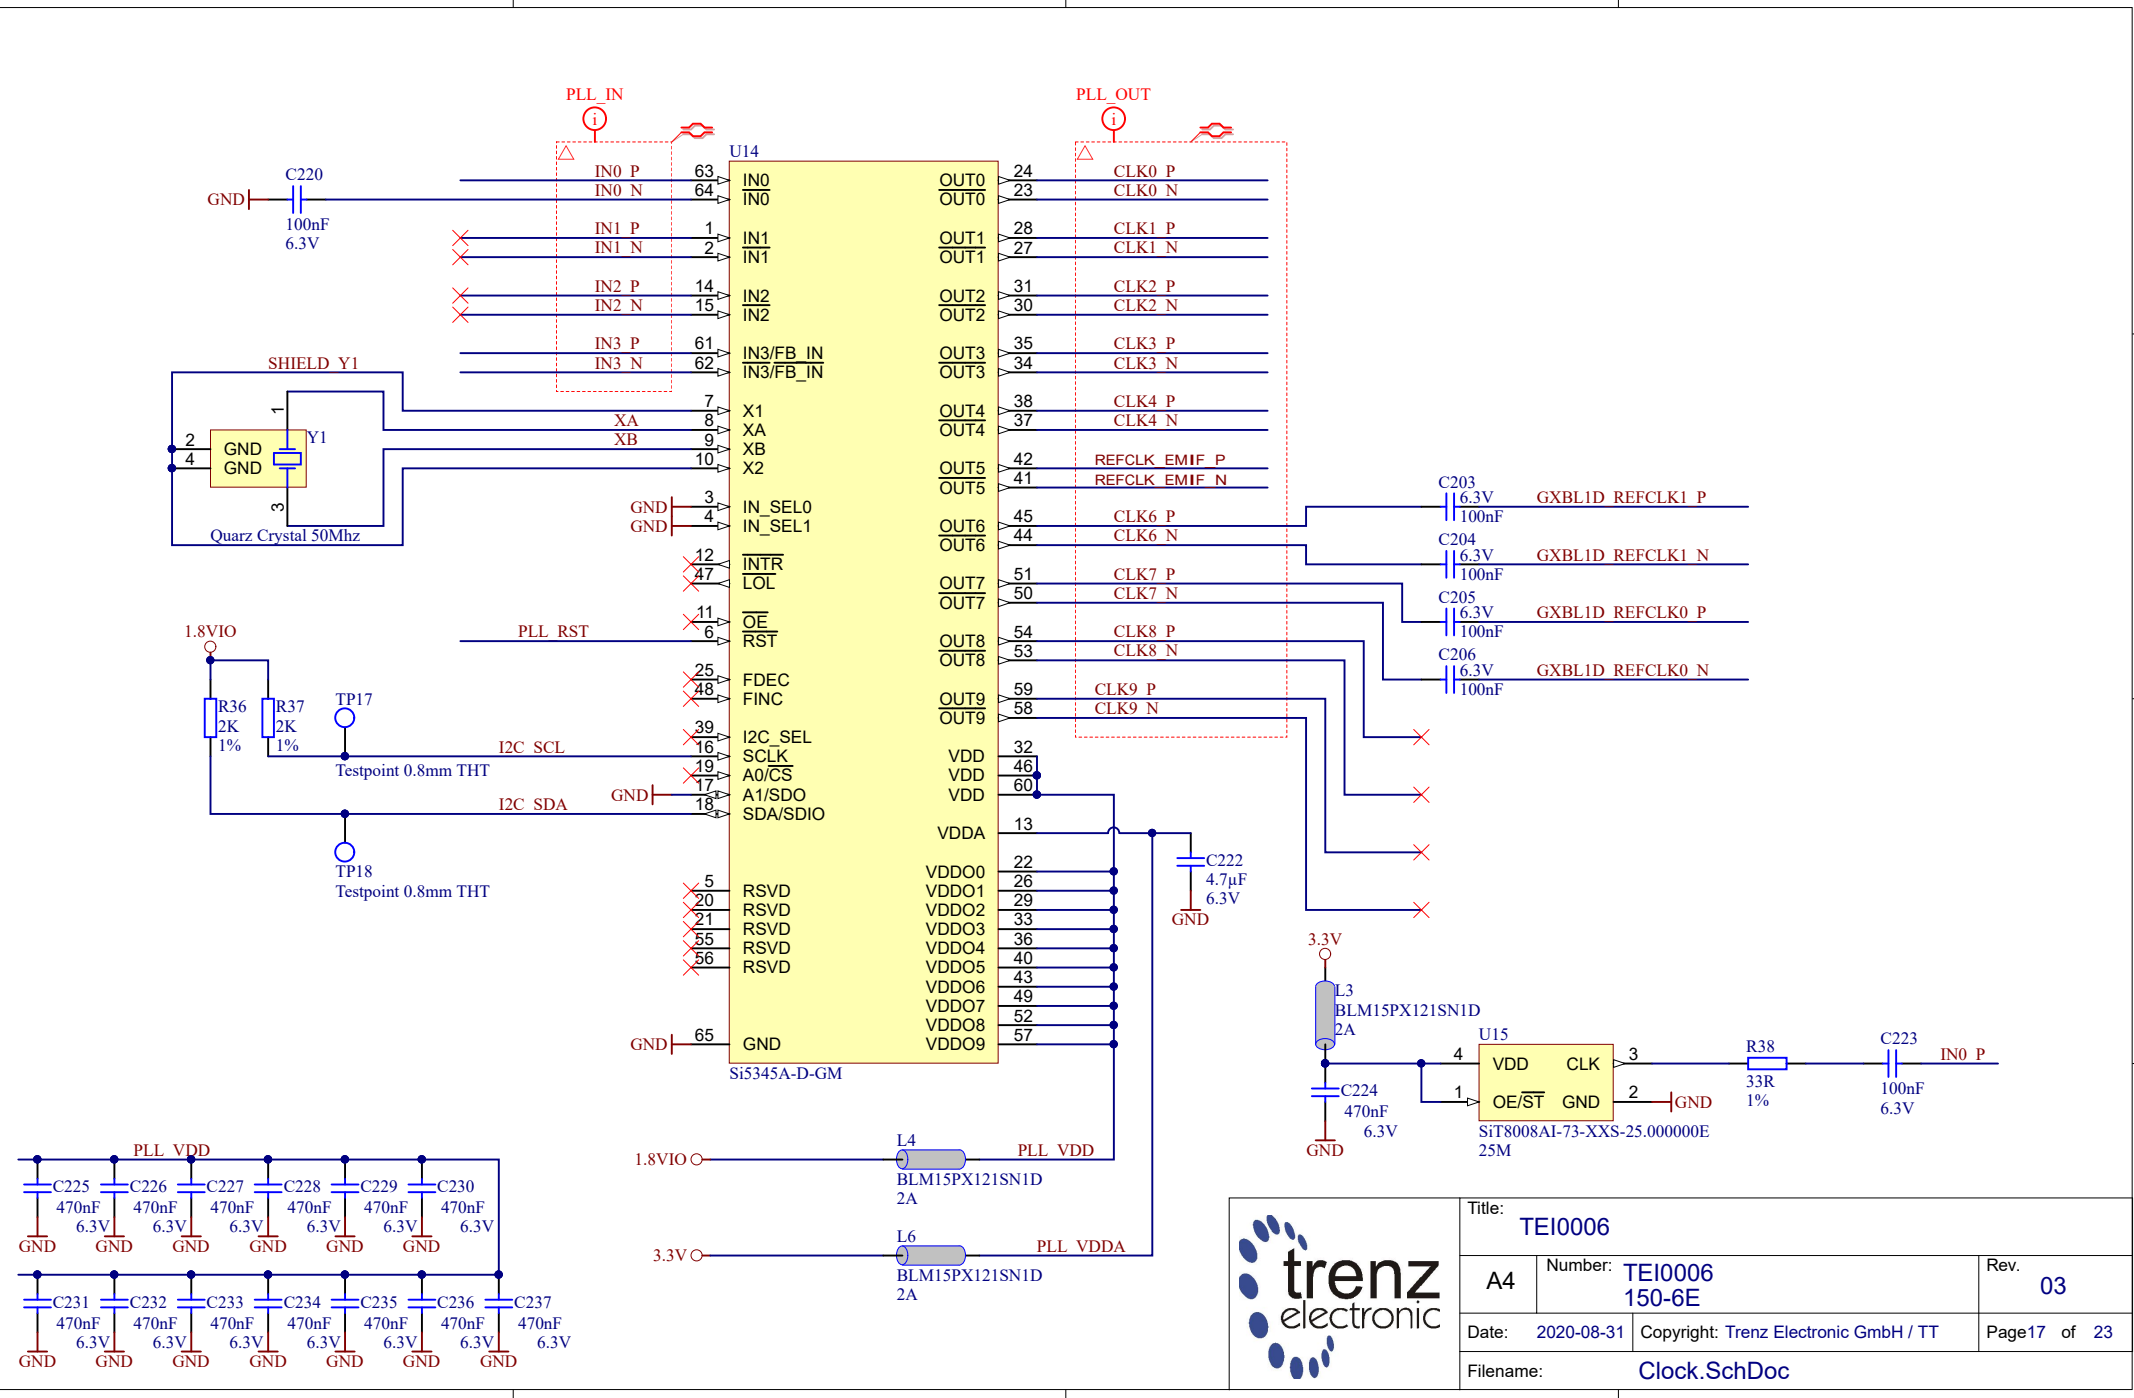 PLL_IN
PLL_OUT
U14
C220
GND
100nF
6.3V
IN0_P 63 IN0
IN0_N 64 IN0
IN1_P 1 IN1
IN1_N 2 IN1
IN2_P 14 IN2
IN2_N 15 IN2
IN3_P 61 IN3/FB_IN
IN3_N 62 IN3/FB_IN
SHIELD_Y1
7 X1
XA 8 XA
XB 9 XB
10 X2
1
Y1
2 GND
4 GND
3
Quarz Crystal 50Mhz
GND 3 IN_SEL0
GND 4 IN_SEL1
12 INTR
47 LOL
11 OE
PLL_RST 6 RST
25 FDEC
48 FINC
39 I2C_SEL
I2C_SCL 16 SCLK
19 A0/CS
GND 17 A1/SDO
I2C_SDA 18 SDA/SDIO
1.8VIO
R36
2K
1%
R37
2K
1%
TP17
Testpoint 0.8mm THT
TP18
Testpoint 0.8mm THT
5 RSVD
20 RSVD
21 RSVD
55 RSVD
56 RSVD
GND 65 GND
Si5345A-D-GM
OUT0 24 CLK0_P
OUT0 23 CLK0_N
OUT1 28 CLK1_P
OUT1 27 CLK1_N
OUT2 31 CLK2_P
OUT2 30 CLK2_N
OUT3 35 CLK3_P
OUT3 34 CLK3_N
OUT4 38 CLK4_P
OUT4 37 CLK4_N
OUT5 42 REFCLK_EMIF_P
OUT5 41 REFCLK_EMIF_N
OUT6 45 CLK6_P
OUT6 44 CLK6_N
OUT7 51 CLK7_P
OUT7 50 CLK7_N
OUT8 54 CLK8_P
OUT8 53 CLK8_N
OUT9 59 CLK9_P
OUT9 58 CLK9_N
VDD 32
VDD 46
VDD 60
VDDA 13
VDDO0 22
VDDO1 26
VDDO2 29
VDDO3 33
VDDO4 36
VDDO5 40
VDDO6 43
VDDO7 49
VDDO8 52
VDDO9 57
C203
6.3V
100nF
GXBL1D_REFCLK1_P
C204
6.3V
100nF
GXBL1D_REFCLK1_N
C205
6.3V
100nF
GXBL1D_REFCLK0_P
C206
6.3V
100nF
GXBL1D_REFCLK0_N
C222
4.7µF
6.3V
GND
3.3V
L3
BLM15PX121SN1D
2A
C224
470nF
6.3V
GND
U15
4 VDD CLK 3
1 OE/ST GND 2 GND
SiT8008AI-73-XXS-25.000000E
25M
R38
33R
1%
C223
100nF
6.3V
IN0_P
1.8VIO
L4
BLM15PX121SN1D
2A
PLL_VDD
3.3V
L6
BLM15PX121SN1D
2A
PLL_VDDA
PLL_VDD
C225 C226 C227 C228 C229 C230
470nF 470nF 470nF 470nF 470nF 470nF
6.3V 6.3V 6.3V 6.3V 6.3V 6.3V
GND GND GND GND GND GND
C231 C232 C233 C234 C235 C236 C237
470nF 470nF 470nF 470nF 470nF 470nF 470nF
6.3V 6.3V 6.3V 6.3V 6.3V 6.3V 6.3V
GND GND GND GND GND GND GND
trenz
electronic
Title:
TEI0006
A4
Number: TEI0006
150-6E
Rev.
03
Date: 2020-08-31
Copyright: Trenz Electronic GmbH / TT
Page17 of 23
Filename: Clock.SchDoc